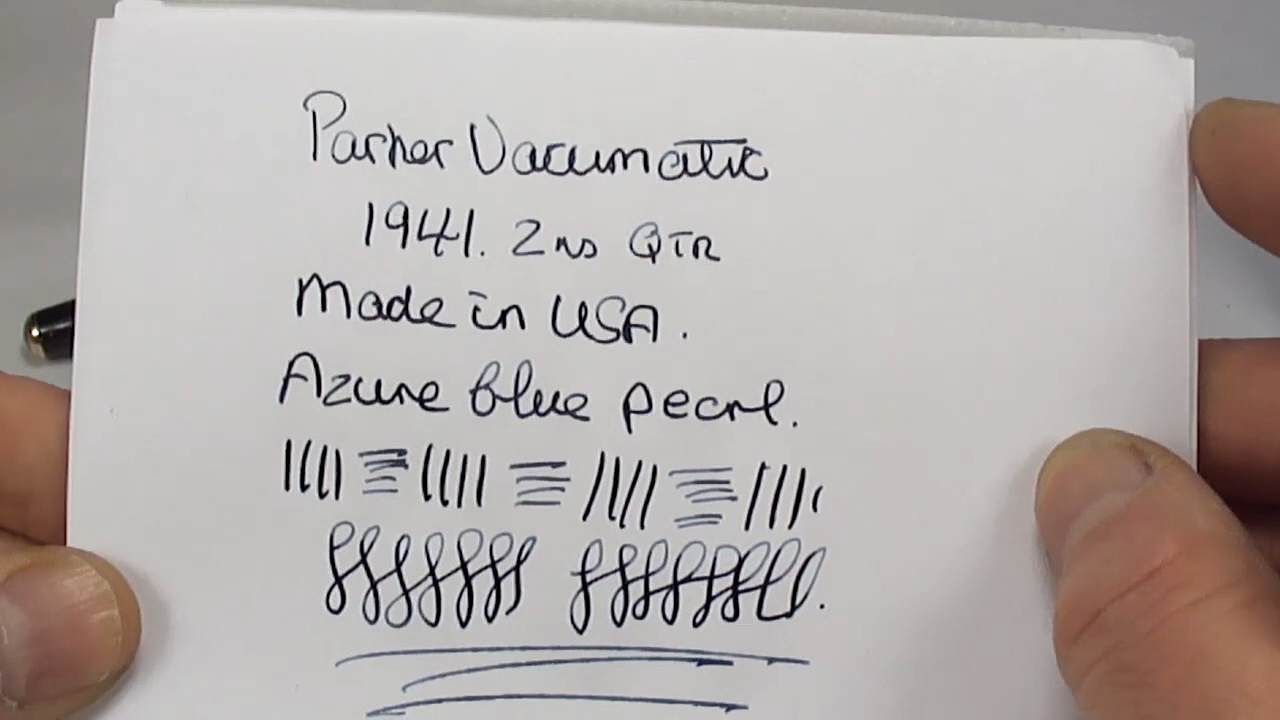 Parker Vacumatic
1941. 2ND QTR
Made in USA.
Azure Blue pearl.